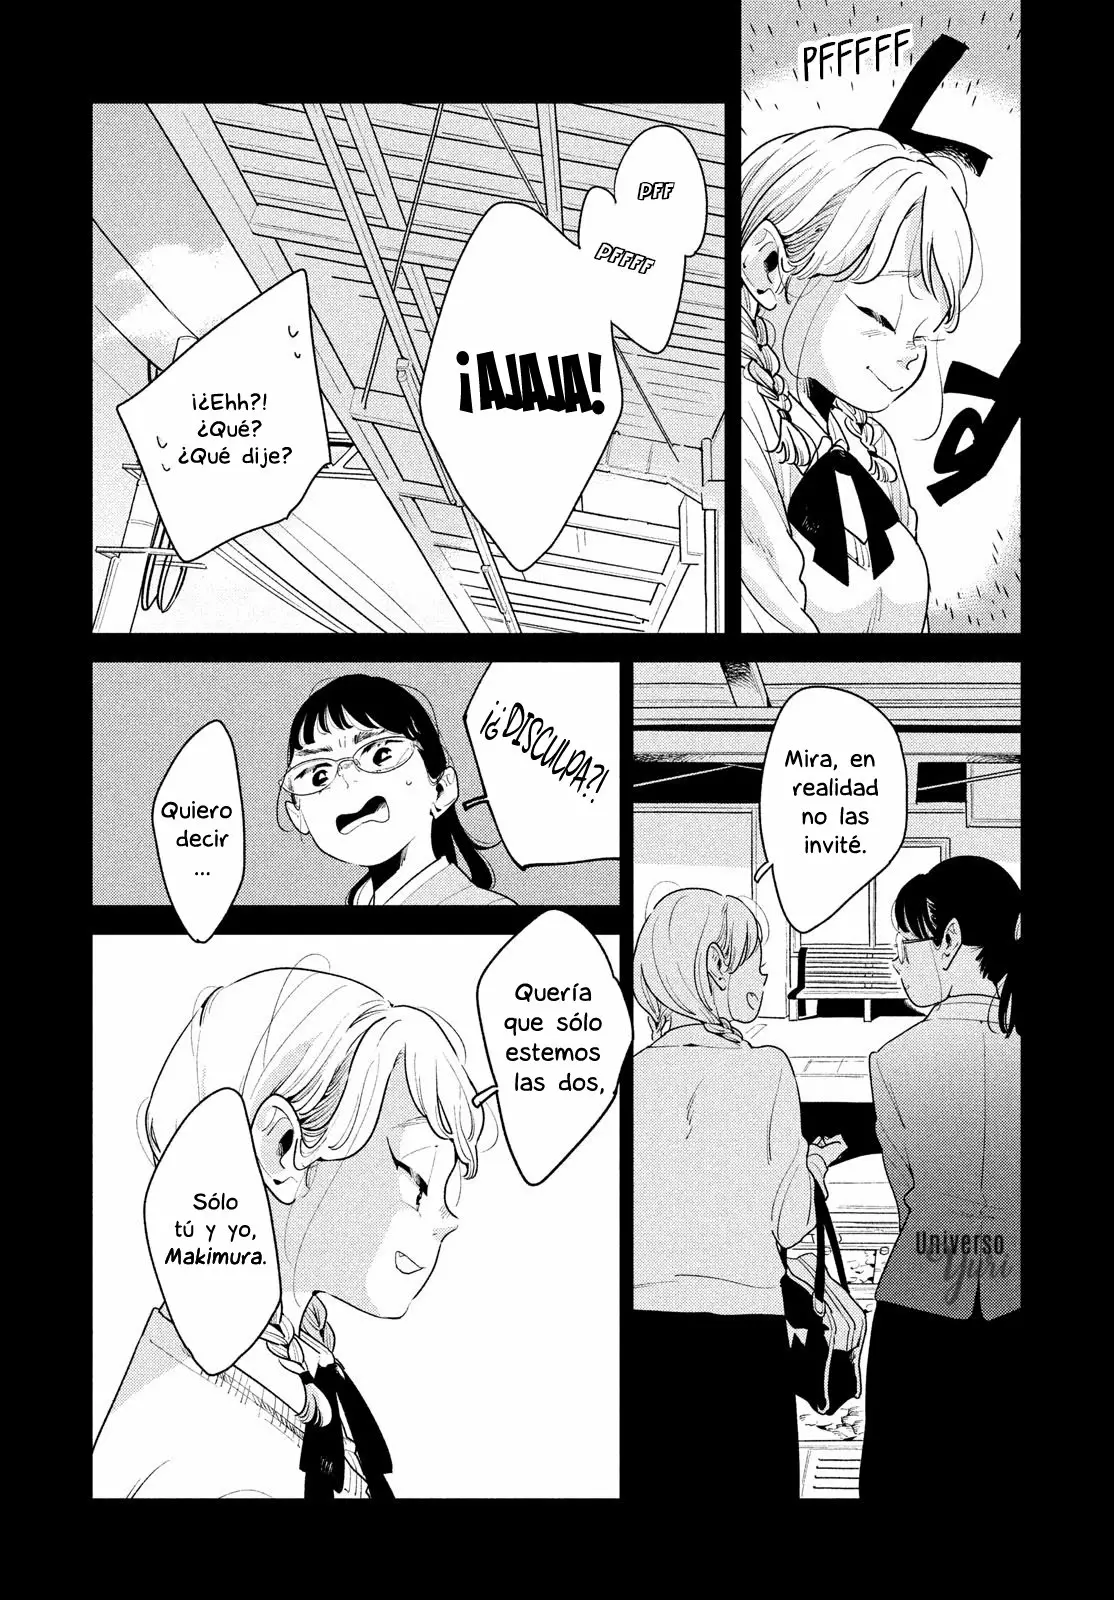 PFFFFF
PFF
PFFFF
¡AJAJA!
¡¿Ehh?!
¿Qué?
¿Qué dije?
Mira, en
realidad
no las
invité.
¡¿DISCULPA?!
Quiero
decir
...
Quería
que sólo
estemos
las dos,
Sólo
tú y yo,
Makimura.
Universo
Yuri